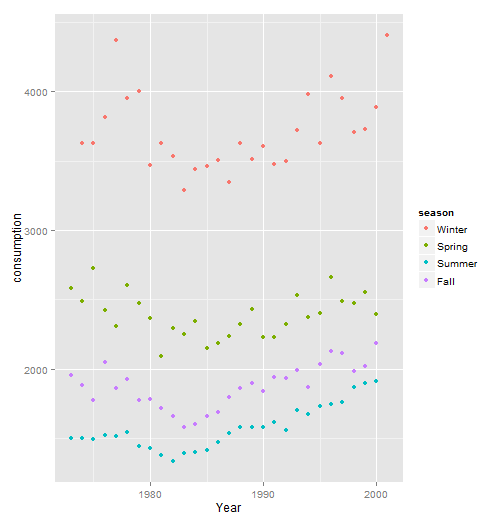 4000
3000
2000
consumption
1980
1990
2000
Year
season
Winter
Spring
Summer
Fall